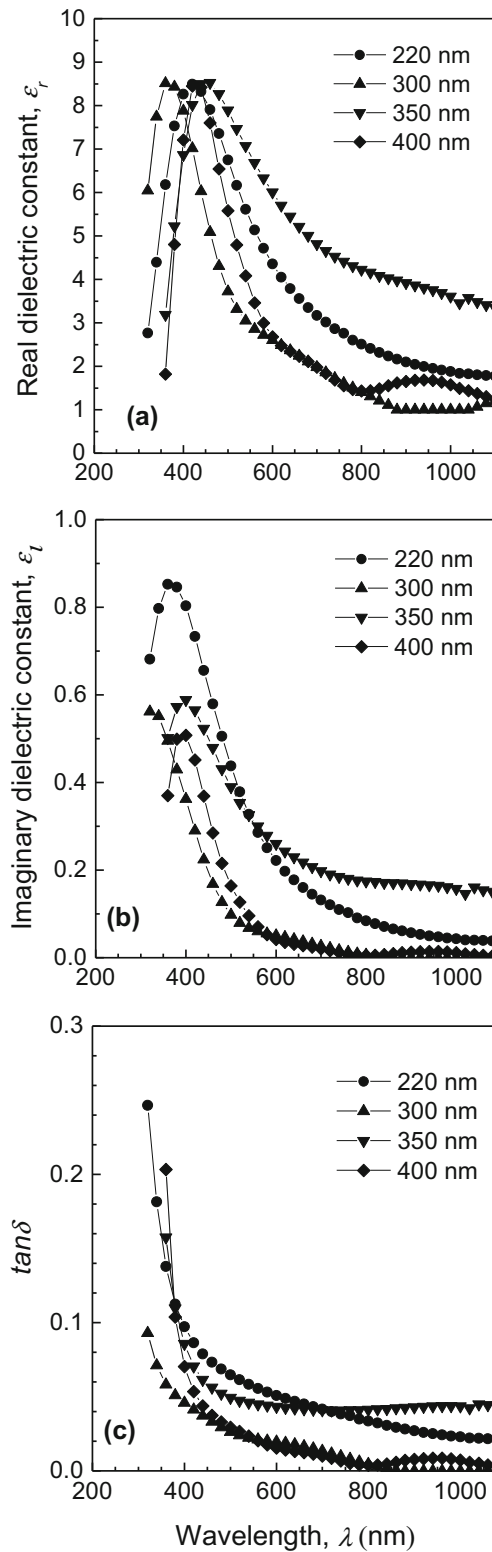 10
9
8
7
6
5
4
3
2
1
0
Real dielectric constant, εr
220 nm
300 nm
350 nm
400 nm
(a)
200 400 600 800 1000
1.0
0.8
0.6
0.4
0.2
0.0
Imaginary dielectric constant, εi
220 nm
300 nm
350 nm
400 nm
(b)
200 400 600 800 1000
0.3
0.2
0.1
0.0
tanδ
220 nm
300 nm
350 nm
400 nm
(c)
200 400 600 800 1000
Wavelength, λ (nm)